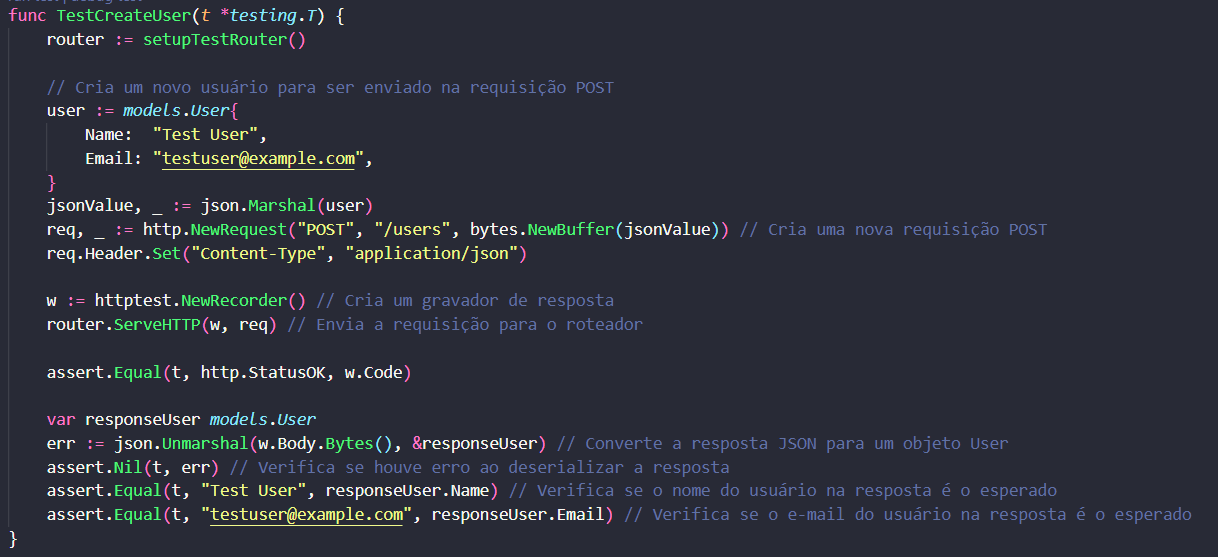 func TestCreateUser(t *testing.T) {
    router := setupTestRouter()

    // Cria um novo usuário para ser enviado na requisição POST
    user := models.User{
        Name:  "Test User",
        Email: "testuser@example.com",
    }
    jsonValue, _ := json.Marshal(user)
    req, _ := http.NewRequest("POST", "/users", bytes.NewBuffer(jsonValue)) // Cria uma nova requisição POST
    req.Header.Set("Content-Type", "application/json")

    w := httptest.NewRecorder() // Cria um gravador de resposta
    router.ServeHTTP(w, req) // Envia a requisição para o roteador

    assert.Equal(t, http.StatusOK, w.Code)

    var responseUser models.User
    err := json.Unmarshal(w.Body.Bytes(), &responseUser) // Converte a resposta JSON para um objeto User
    assert.Nil(t, err) // Verifica se houve erro ao deserializar a resposta
    assert.Equal(t, "Test User", responseUser.Name) // Verifica se o nome do usuário na resposta é o esperado
    assert.Equal(t, "testuser@example.com", responseUser.Email) // Verifica se o e-mail do usuário na resposta é o esperado
}